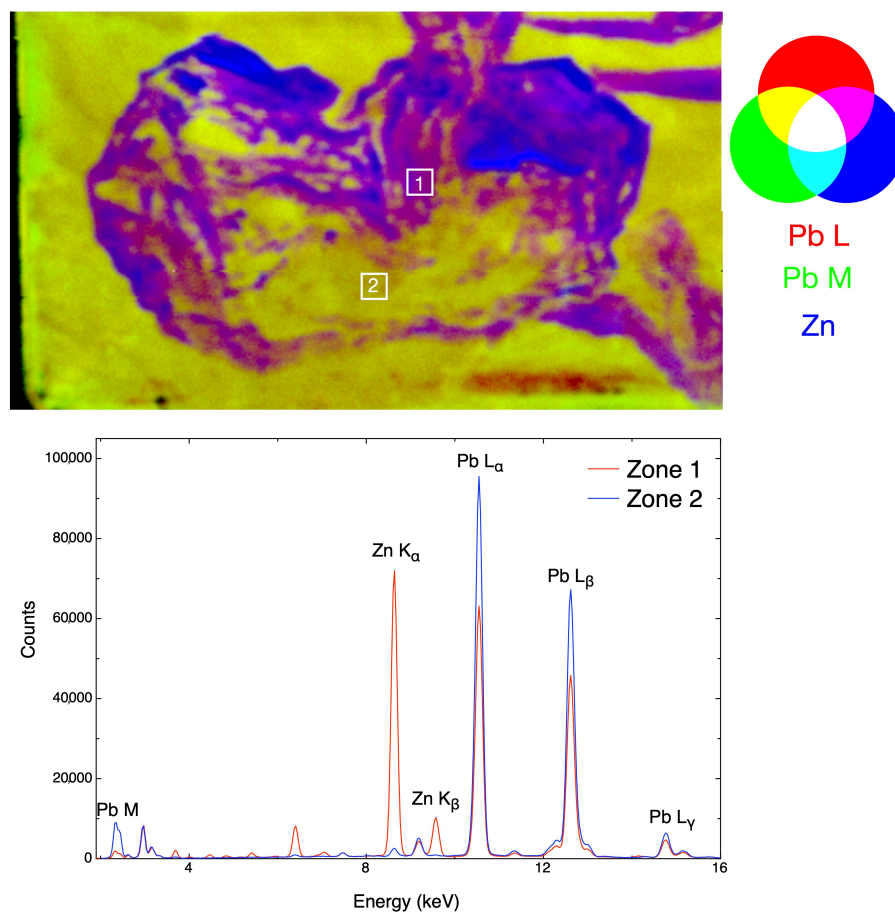 1
2
Pb L
Pb M
Zn
100,000
80,000
60,000
40,000
20,000
0
Counts
Pb M
Zn Kα
Zn Kβ
Pb Lα
Pb Lβ
Pb Lγ
Zone 1
Zone 2
4
8
12
16
Energy (keV)